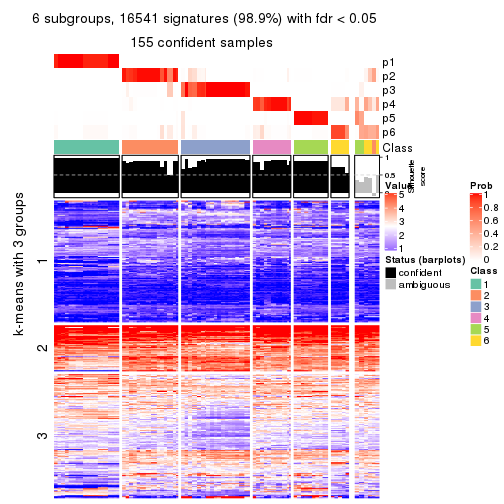 6 subgroups, 16541 signatures (98.9%) with fdr < 0.05
155 confident samples
p1
p2
p3
p4
p5
p6
Class
1
0.5
0
Silhouette
score
k-means with 3 groups
1
2
3
Value
5
4
3
2
1
Status (barplots)
confident
ambiguous
Prob
1
0.8
0.6
0.4
0.2
0
Class
1
2
3
4
5
6